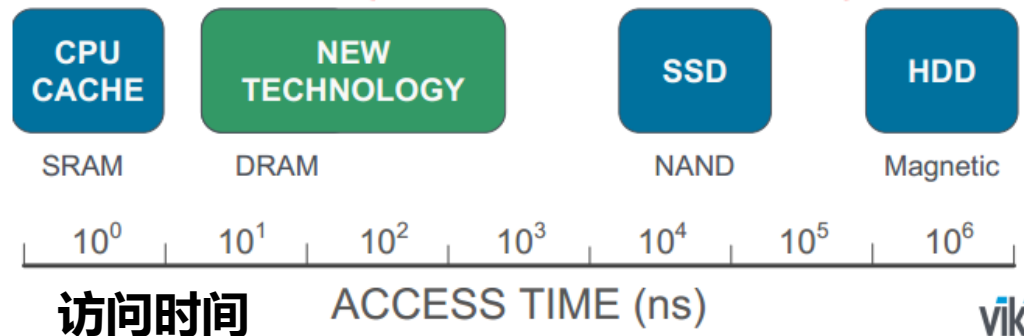 CPU
CACHE
NEW
TECHNOLOGY
SSD
HDD
SRAM
DRAM
NAND
Magnetic
10⁰ 10¹ 10² 10³ 10⁴ 10⁵ 10⁶
访问时间 ACCESS TIME (ns)